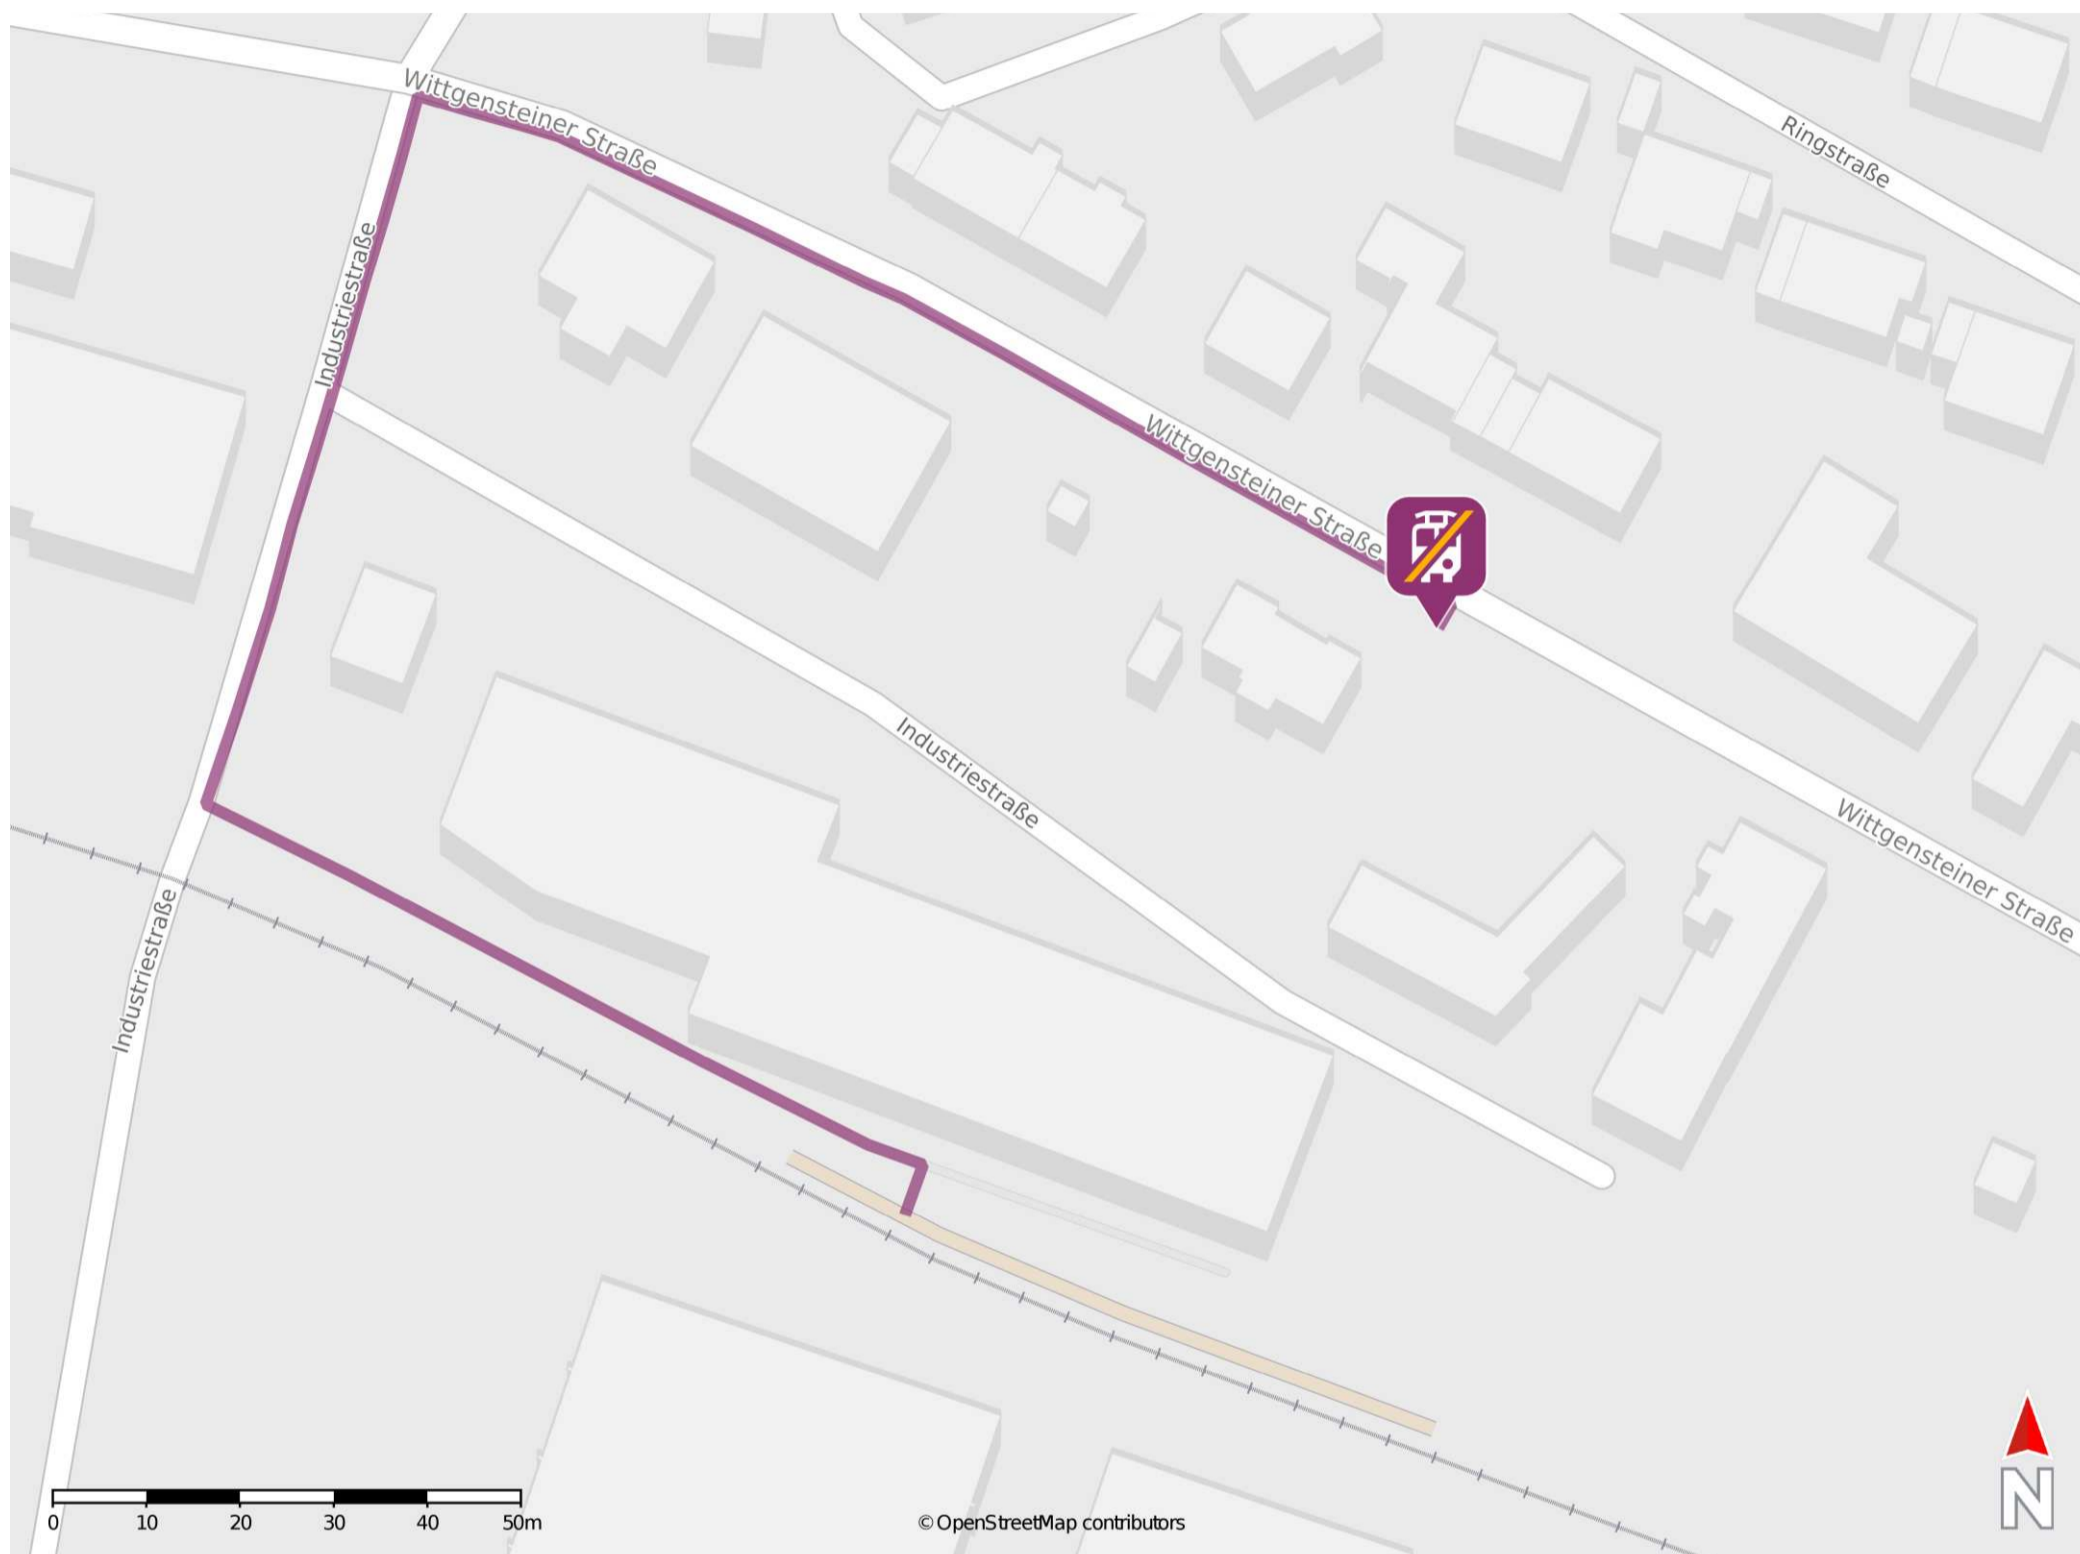 Wittgensteiner Straße
Ringstraße
Industriestraße
Wittgensteiner Straße
Industriestraße
Wittgensteiner Straße
Industriestraße
N
0 10 20 30 40 50m
© OpenStreetMap contributors